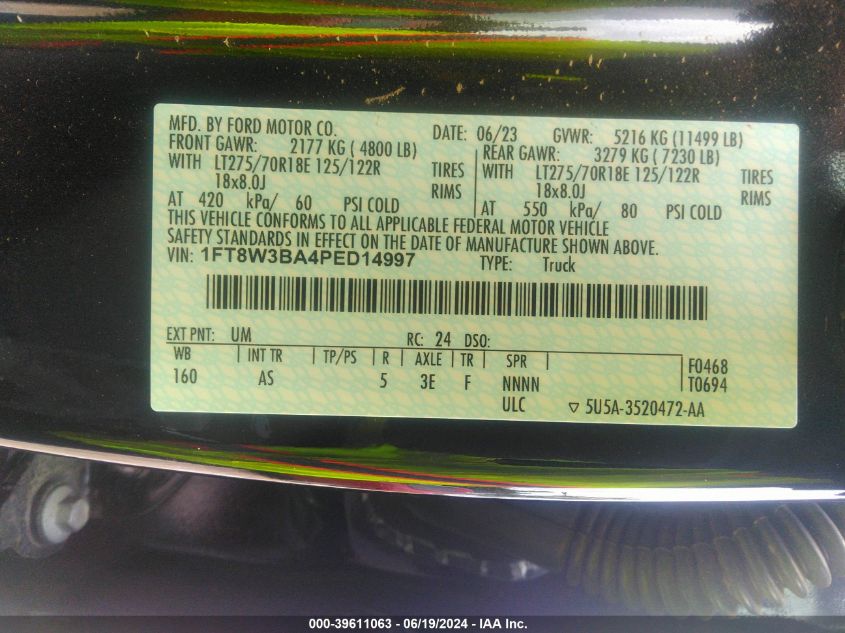 MFD. BY FORD MOTOR CO.
DATE: 06/23 GVWR: 5216 KG (11499 LB)
FRONT GAWR: 2177 KG ( 4800 LB)
REAR GAWR: 3279 KG ( 7230 LB)
WITH LT275/70R18E 125/122R TIRES
WITH LT275/70R18E 125/122R TIRES
18x8.0J RIMS
18x8.0J RIMS
AT 420 kPa/ 60 PSI COLD
AT 550 kPa/ 80 PSI COLD
THIS VEHICLE CONFORMS TO ALL APPLICABLE FEDERAL MOTOR VEHICLE
SAFETY STANDARDS IN EFFECT ON THE DATE OF MANUFACTURE SHOWN ABOVE.
VIN: 1FT8W3BA4PED14997 TYPE: Truck
EXT PNT: UM RC: 24 DSO:
WB INT TR TP/PS R AXLE TR SPR F0468
160 AS 5 3E F NNNN T0694
ULC ▽ 5U5A-3520472-AA
000-39611063 - 06/19/2024 - IAA Inc.